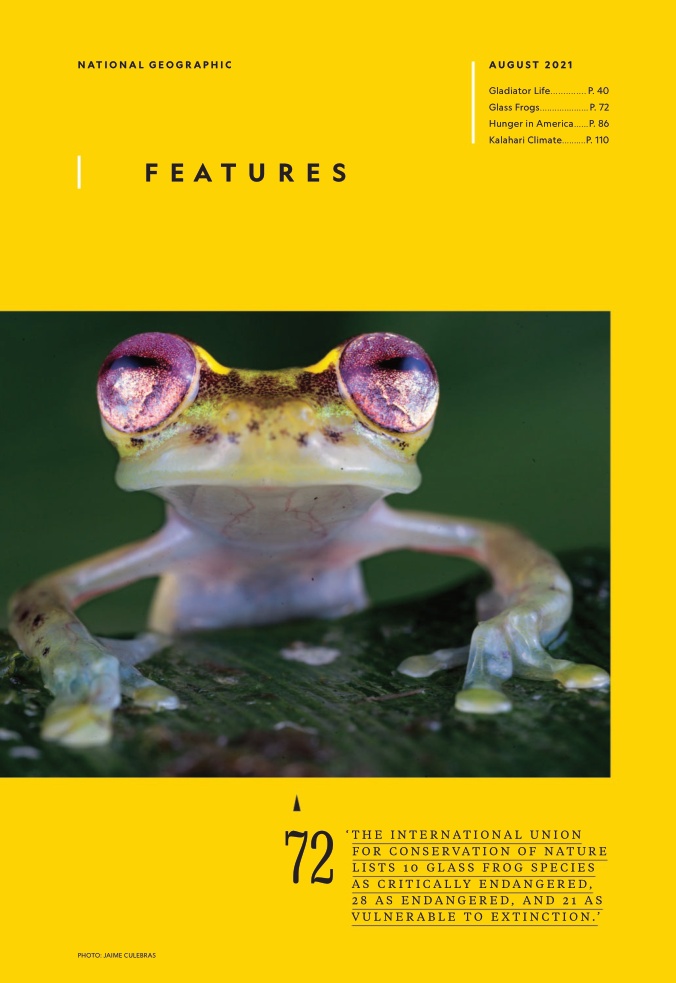 NATIONAL GEOGRAPHIC
AUGUST 2021
Gladiator Life..............P. 40
Glass Frogs....................P. 72
Hunger in America......P. 86
Kalahari Climate..........P. 110
FEATURES
72
‘THE INTERNATIONAL UNION
FOR CONSERVATION OF NATURE
LISTS 10 GLASS FROG SPECIES
AS CRITICALLY ENDANGERED,
28 AS ENDANGERED, AND 21 AS
VULNERABLE TO EXTINCTION.’
PHOTO: JAIME CULEBRAS